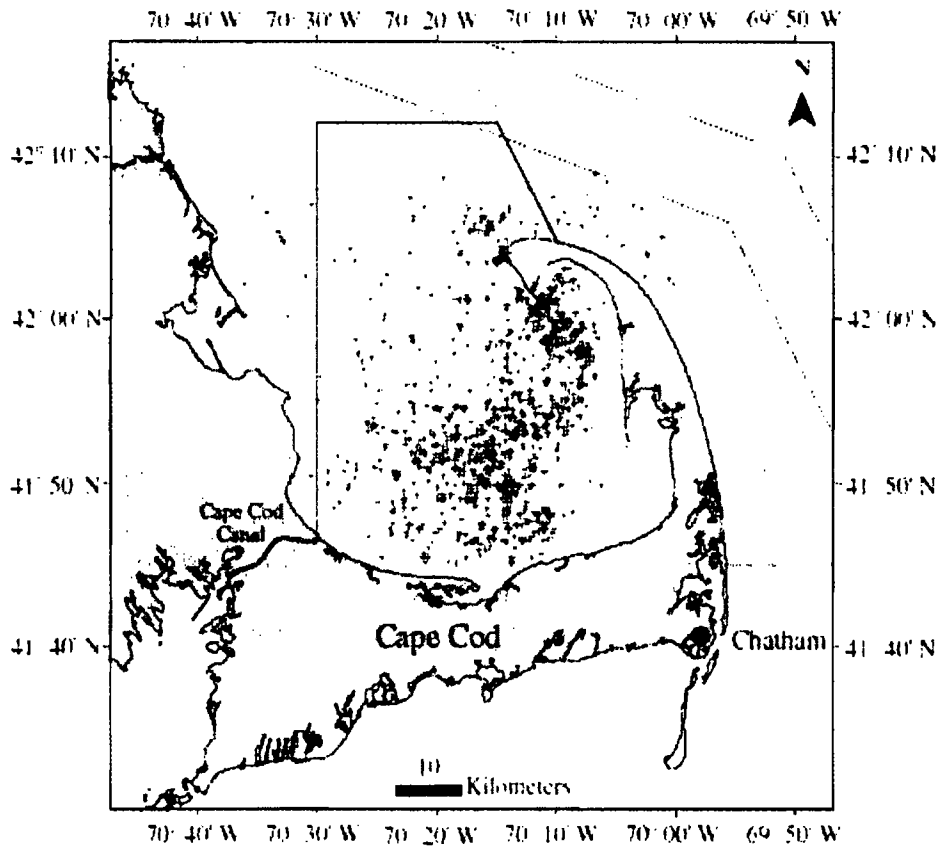 70° 40' W 70° 30' W 70° 20' W 70° 10' W 70° 00' W 69° 50' W
N
42° 10' N 42° 10' N
42° 00' N 42° 00' N
41° 50' N 41° 50' N
Cape Cod
Canal
Cape Cod
Chatham
41° 40' N 41° 40' N
10
Kilometers
70° 40' W 70° 30' W 70° 20' W 70° 10' W 70° 00' W 69° 50' W